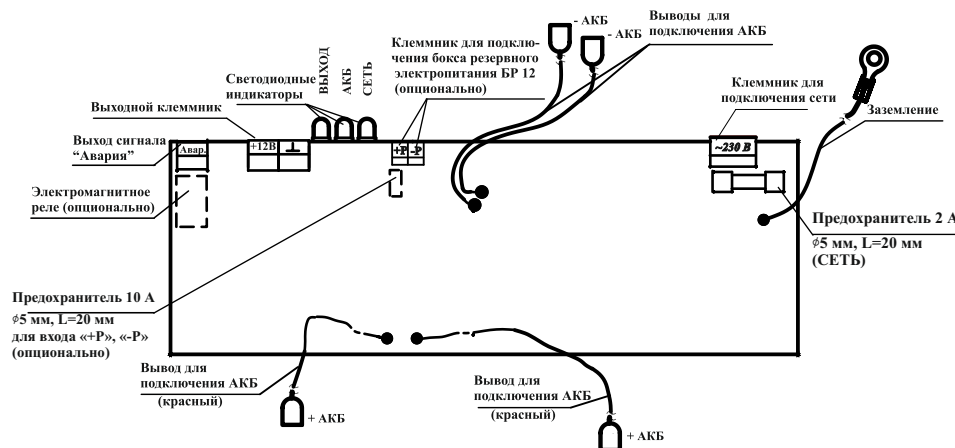 - АКБ
- АКБ
Выводы для
подключения АКБ
Клеммник для подклю-
чения бокса резервного
электропитания БР 12
(опционально)
ВЫХОД
АКБ
СЕТЬ
Светодиодные
индикаторы
Клеммник для
подключения сети
Заземление
Выходной клеммник
Выход сигнала
“Авария”
Авар.
+12В
⊥
+Р
-Р
~230 В
Электромагнитное
реле (опционально)
Предохранитель 2 А
⌀5 мм, L=20 мм
(СЕТЬ)
Предохранитель 10 А
⌀5 мм, L=20 мм
для входа «+Р», «-Р»
(опционально)
Вывод для
подключения АКБ
(красный)
+ АКБ
Вывод для
подключения АКБ
(красный)
+ АКБ